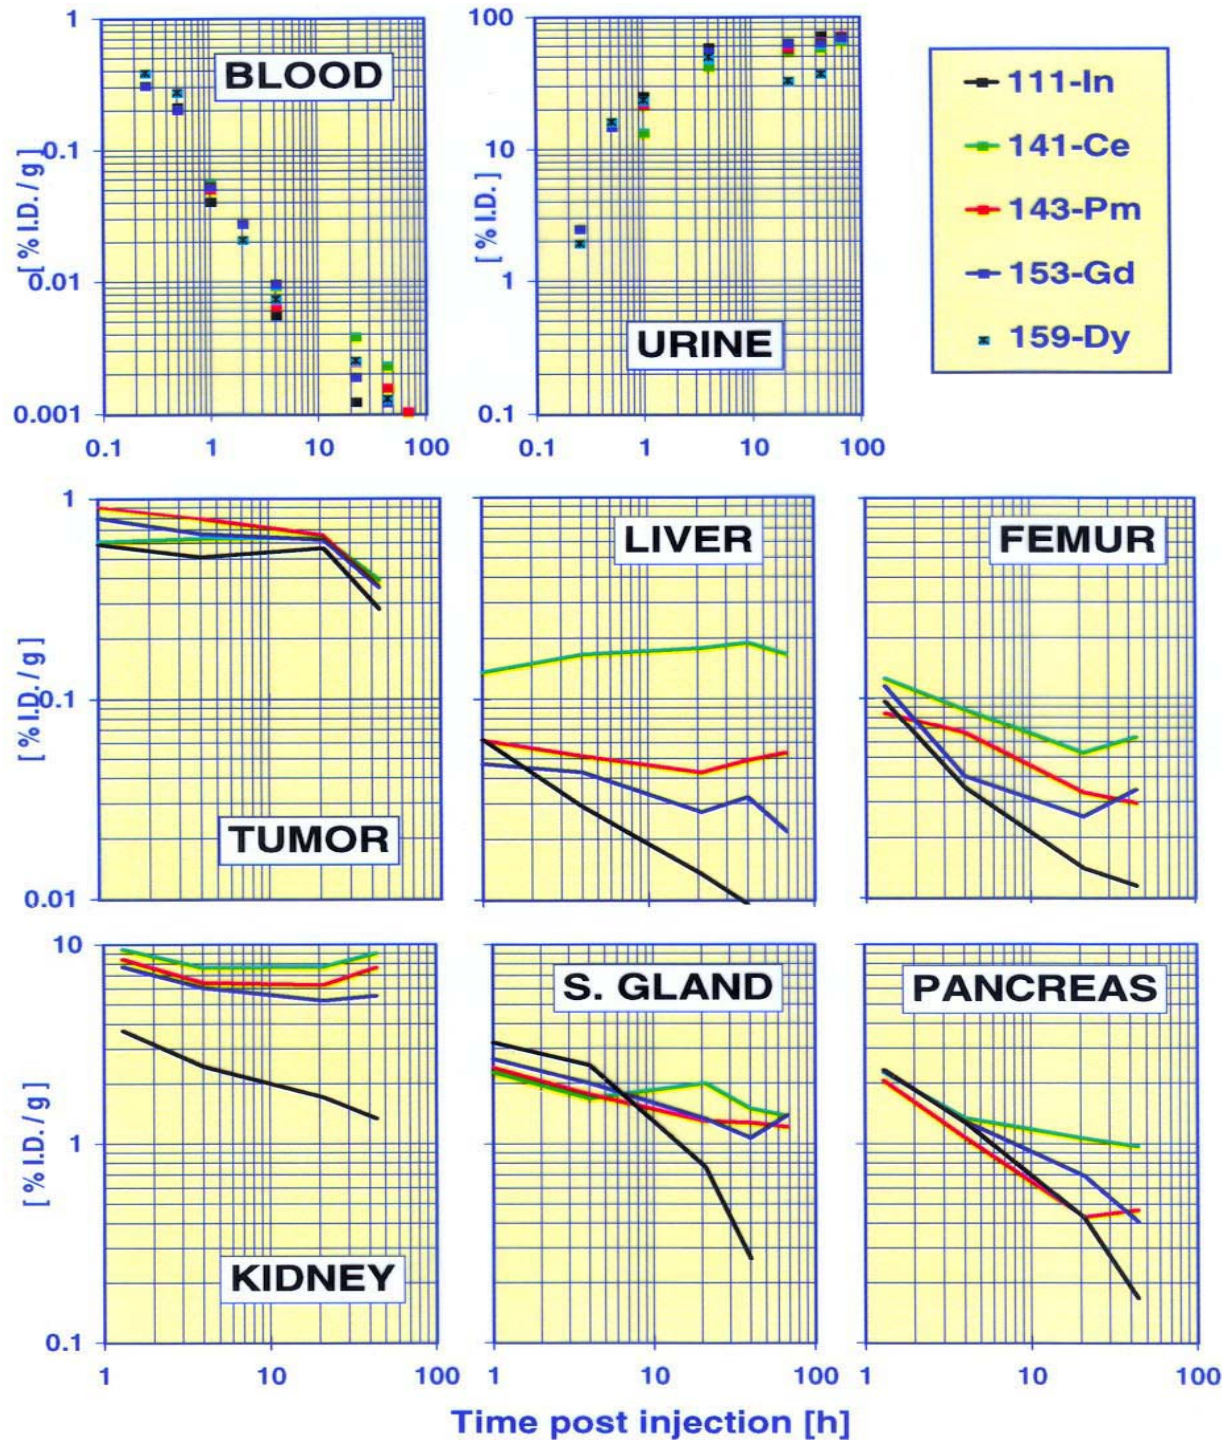 1
BLOOD
0.1
[ % I.D. / g ]
0.01
0.001
0.1 1 10 100
100
10
[ % I.D. ]
1
URINE
0.1
0.1 1 10 100
111-In
141-Ce
143-Pm
153-Gd
159-Dy
1
[ % I.D. / g ]
0.1
TUMOR
0.01
LIVER
FEMUR
10
[ % I.D. / g ]
1
KIDNEY
0.1
1 10 100
S. GLAND
1 10 100
PANCREAS
1 10 100
Time post injection [h]